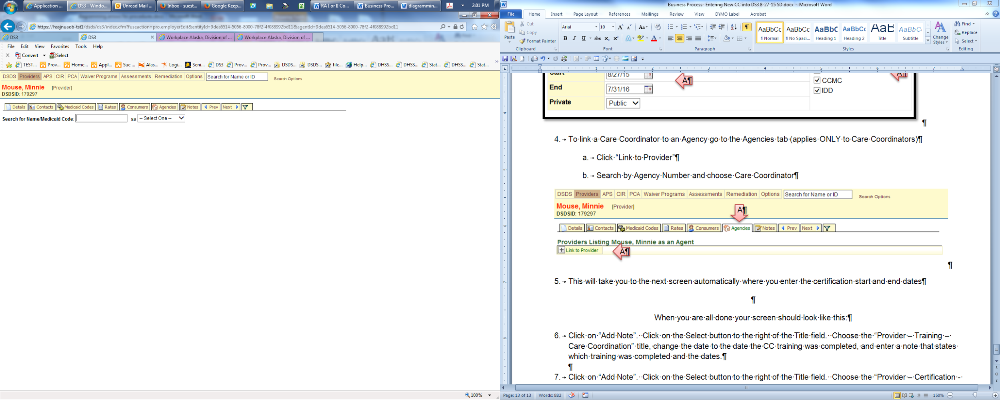 Application ...
DS3 - Windo...
Unread Mail ...
Inbox - suest...
Google Keep...
RA I or II Co...
Business Pro...
diagrammin...
2:01 PM
https://hssjnuaob-tst1/dsds/ds3/index.cfm?fuseaction=pro.employerEdit&entityId=9dea6514-5056-8000-78f2-4f088992bd11&agentId=9dea6514-5056-8000-78f2-4f088992bd11
DS3
DS3
Workplace Alaska, Division of ...
Workplace Alaska, Division of ...
File Edit View Favorites Tools Help
Convert Select
TEST... Prov... Home... Appl... Sue ... Alas... Logi... Seni... DS3 Prov... Prov... DSDS... DSDS... file... Help... DHSS... DHSS... Stat... DHSS... Stat...
DSDS Providers APS CIR PCA Waiver Programs Assessments Remediation Options Search for Name or ID Search Options
Mouse, Minnie [Provider]
DSDSID: 179297
Details Contacts Medicaid Codes Rates Consumers Agencies Notes Prev Next
Search for Name/Medicaid Code: as -- Select One --
100%
Business Process- Entering New CC into DS3 8-27-15 SD.docx - Microsoft Word
File Home Insert Page Layout References Mailings Review View DYMO Label Acrobat
Paste
Cut
Copy
Format Painter
Clipboard
Arial 10
Font
Paragraph
AaBbCc
¶ Normal
AaBbCc
¶ No Spaci...
AaBbC
Heading 1
AaBbCc
Heading 2
AaB
Title
AaBbCc
Subtitle
Change
Styles
Styles
Find
Replace
Select
Editing
1 2 3 4 5 6 7
Start 8/27/15 A¶ A¶
CCMC
End 7/31/16 IDD
Private Public
¶
4. To·link·a·Care·Coordinator·to·an·Agency·go·to·the·Agencies·tab·(applies·ONLY·to·Care·Coordinators)¶
a. Click·“Link·to·Provider”¶
b. Search·by·Agency·Number·and·choose·Care·Coordinator¶
DSDS Providers APS CIR PCA Waiver Programs Assessments Remediation Options Search for Name or ID Search Options
Mouse, Minnie [Provider]
DSDSID: 179297
A¶
Details Contacts Medicaid Codes Rates Consumers Agencies Notes Prev Next
Providers Listing Mouse, Minnie as an Agent
Link to Provider A¶
¶
5. This·will·take·you·to·the·next·screen·automatically·where·you·enter·the·certification·start·and·end·dates¶
¶
When·you·are·all·done·your·screen·should·look·like·this:¶
6. Click·on·“Add·Note”.··Click·on·the·Select·button·to·the·right·of·the·Title·field.··Choose·the·“Provider·–·Training·–·
Care·Coordination”·title,·change·the·date·to·the·date·the·CC·training·was·completed,·and·enter·a·note·that·states·
which·training·was·completed·and·the·dates.¶
¶
7. Click·on·“Add·Note”.··Click·on·the·Select·button·to·the·right·of·the·Title·field.··Choose·the·“Provider·–·Certification·-·
Page: 13 of 13 Words: 882 150%